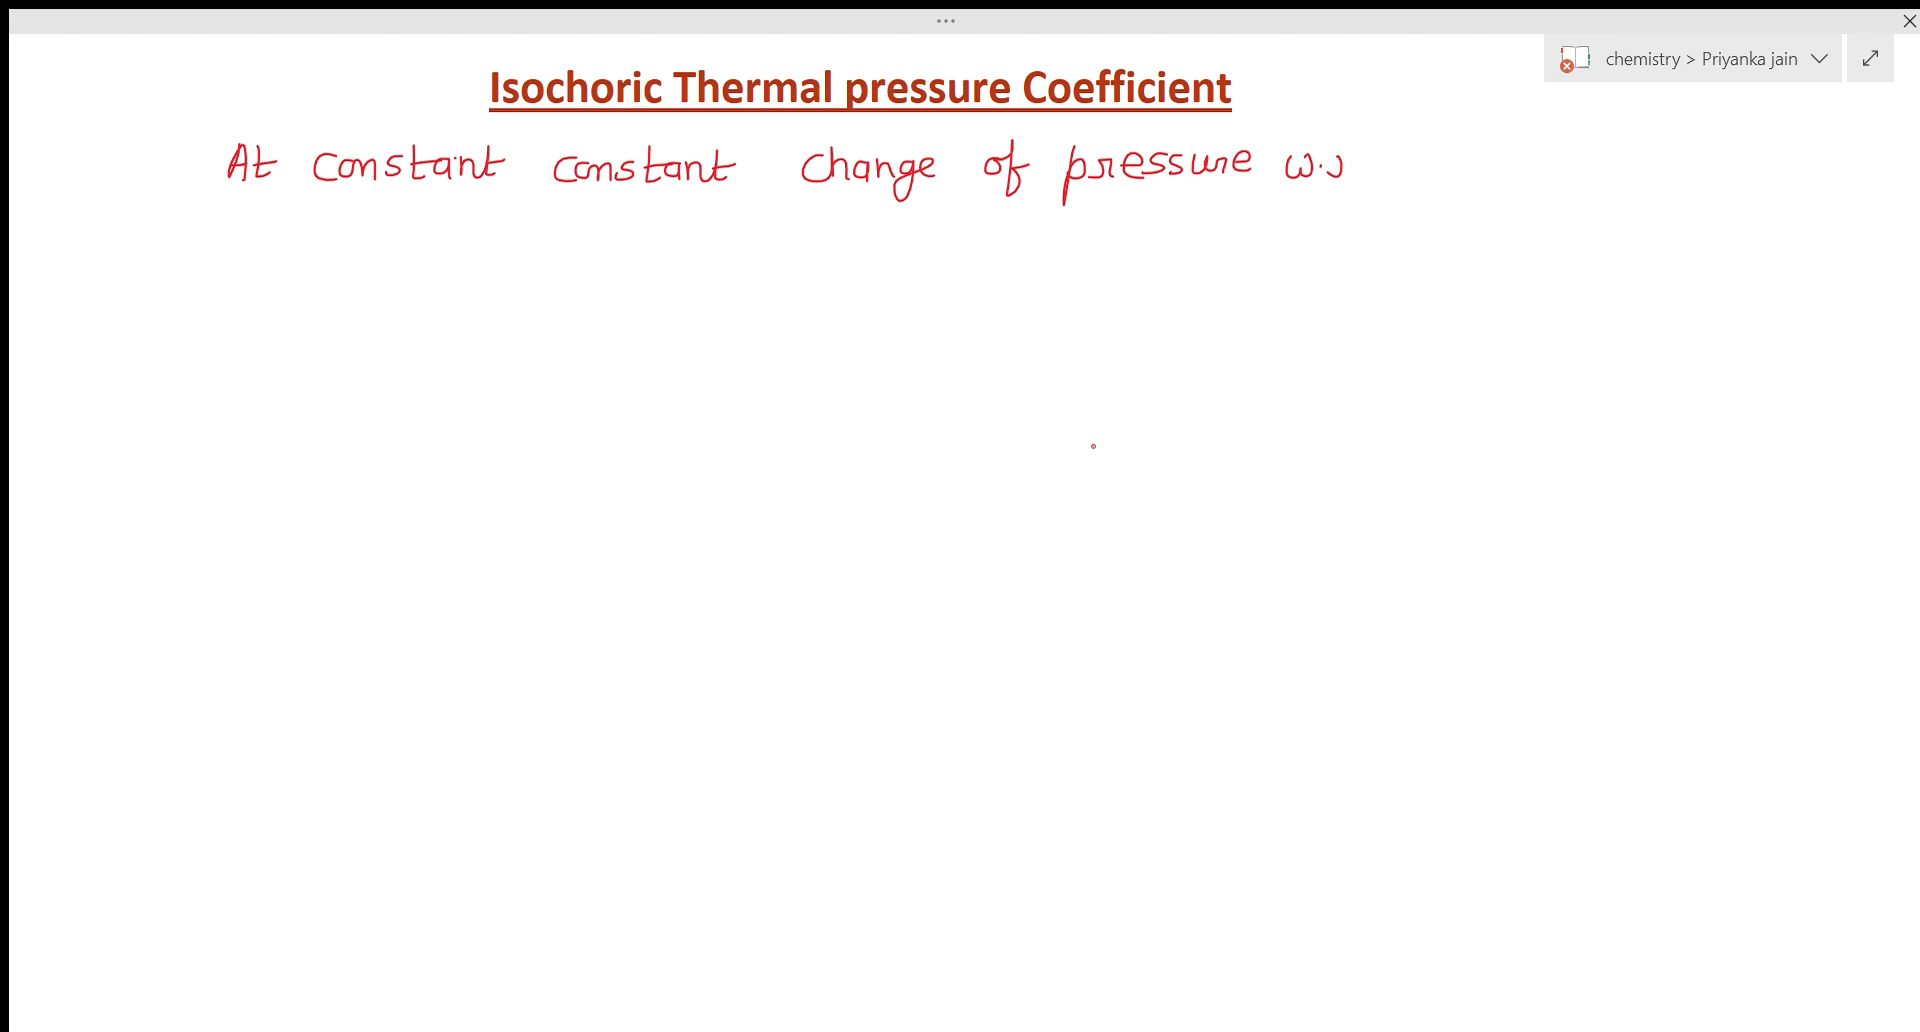 chemistry > Priyanka jain
Isochoric Thermal pressure Coefficient
At constant constant change of pressure w.